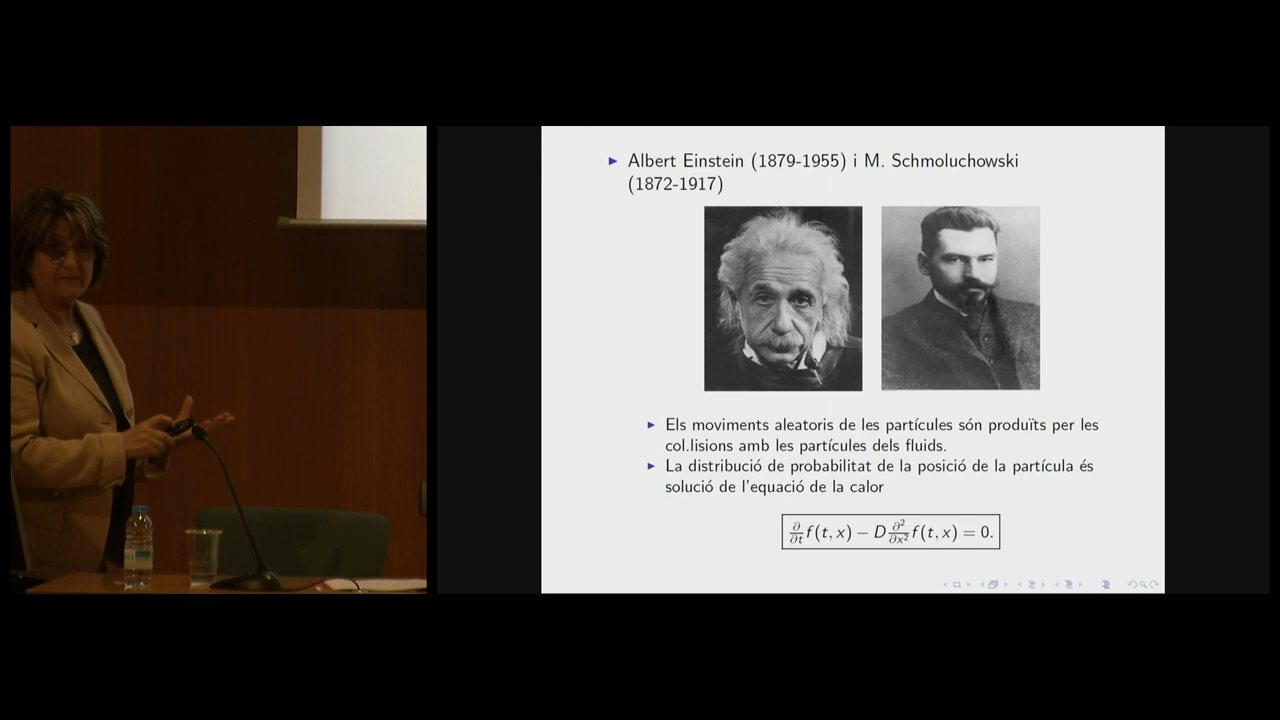 Albert Einstein (1879-1955) i M. Schmoluchowski
(1872-1917)
Els moviments aleatoris de les partícules són produïts per les
col.lisions amb les partícules dels fluids.
La distribució de probabilitat de la posició de la partícula és
solució de l'equació de la calor
∂/∂t f(t, x) − D ∂²/∂x² f(t, x) = 0.